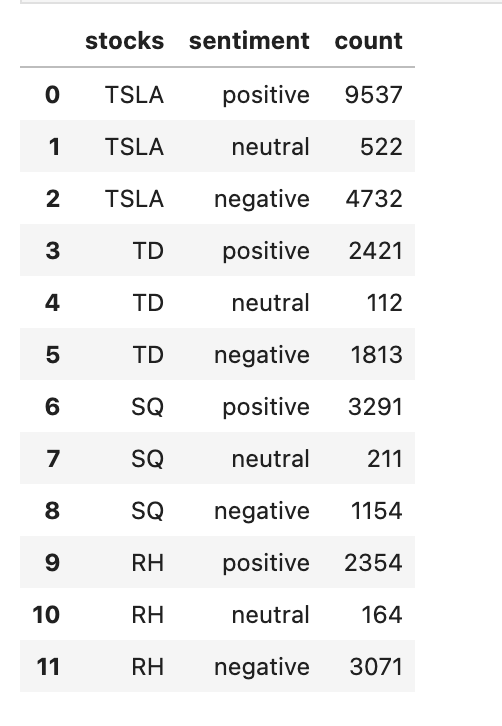 stocks sentiment count
0 TSLA positive 9537
1 TSLA neutral 522
2 TSLA negative 4732
3 TD positive 2421
4 TD neutral 112
5 TD negative 1813
6 SQ positive 3291
7 SQ neutral 211
8 SQ negative 1154
9 RH positive 2354
10 RH neutral 164
11 RH negative 3071